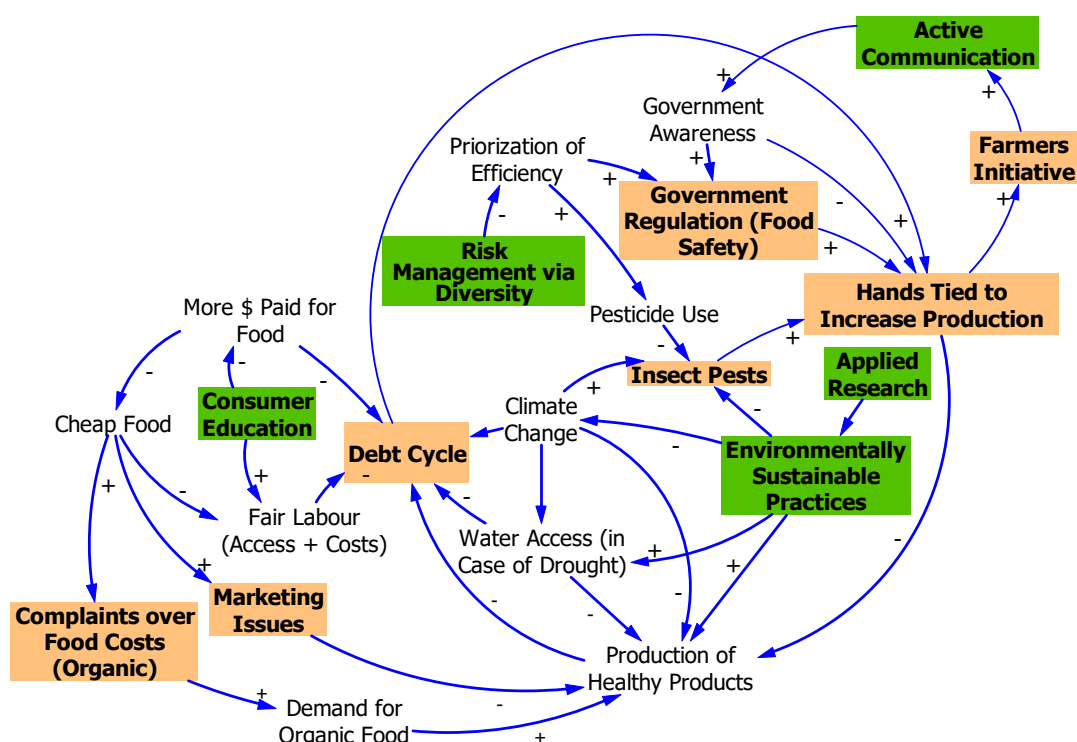 Active
Communication
+
+
Government
Awareness
Farmers
Initiative
+
Priorization of
Efficiency
+
Government
Regulation (Food
Safety)
-
+
-
+
+
+
Risk
Management via
Diversity
Hands Tied to
Increase Production
More $ Paid for
Food
Pesticide Use
-
+
Insect Pests
Applied
Research
-
-
-
+
-
Consumer
Education
Cheap Food
Climate
Change
Debt Cycle
-
Environmentally
Sustainable
Practices
+
-
+
-
-
Fair Labour
(Access + Costs)
Water Access (in
Case of Drought)
+
+
-
+
Marketing
Issues
Complaints over
Food Costs
(Organic)
-
-
-
Production of
Healthy Products
+
-
Demand for
Organic Food
+